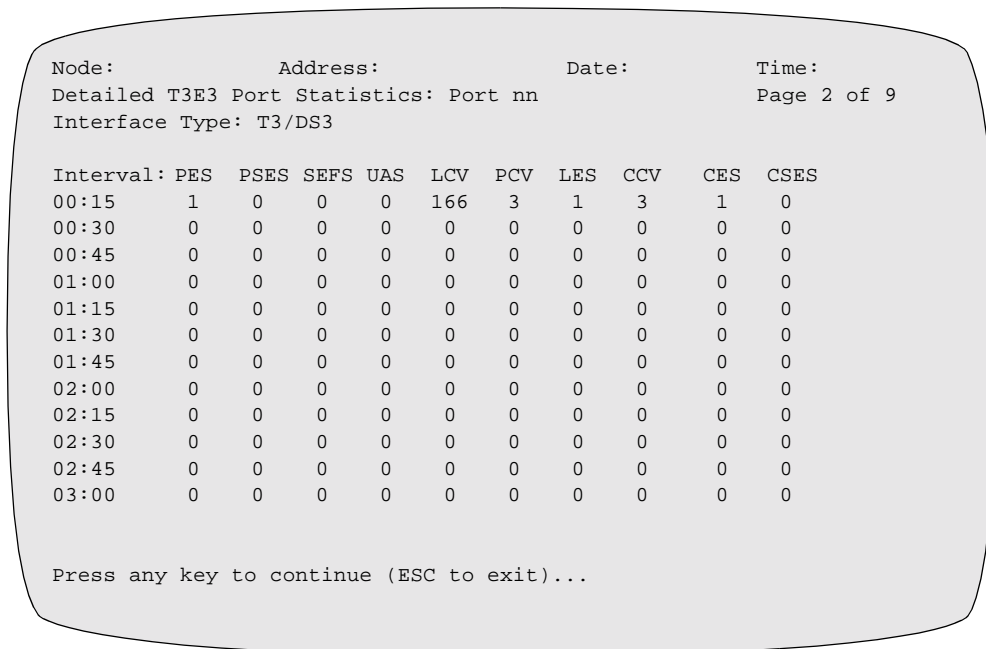 Node: Address: Date: Time:
Detailed T3E3 Port Statistics: Port nn Page 2 of 9
Interface Type: T3/DS3
Interval: PES PSES SEFS UAS LCV PCV LES CCV CES CSES
00:15 1 0 0 0 166 3 1 3 1 0
00:30 0 0 0 0 0 0 0 0 0 0
00:45 0 0 0 0 0 0 0 0 0 0
01:00 0 0 0 0 0 0 0 0 0 0
01:15 0 0 0 0 0 0 0 0 0 0
01:30 0 0 0 0 0 0 0 0 0 0
01:45 0 0 0 0 0 0 0 0 0 0
02:00 0 0 0 0 0 0 0 0 0 0
02:15 0 0 0 0 0 0 0 0 0 0
02:30 0 0 0 0 0 0 0 0 0 0
02:45 0 0 0 0 0 0 0 0 0 0
03:00 0 0 0 0 0 0 0 0 0 0
Press any key to continue (ESC to exit)...